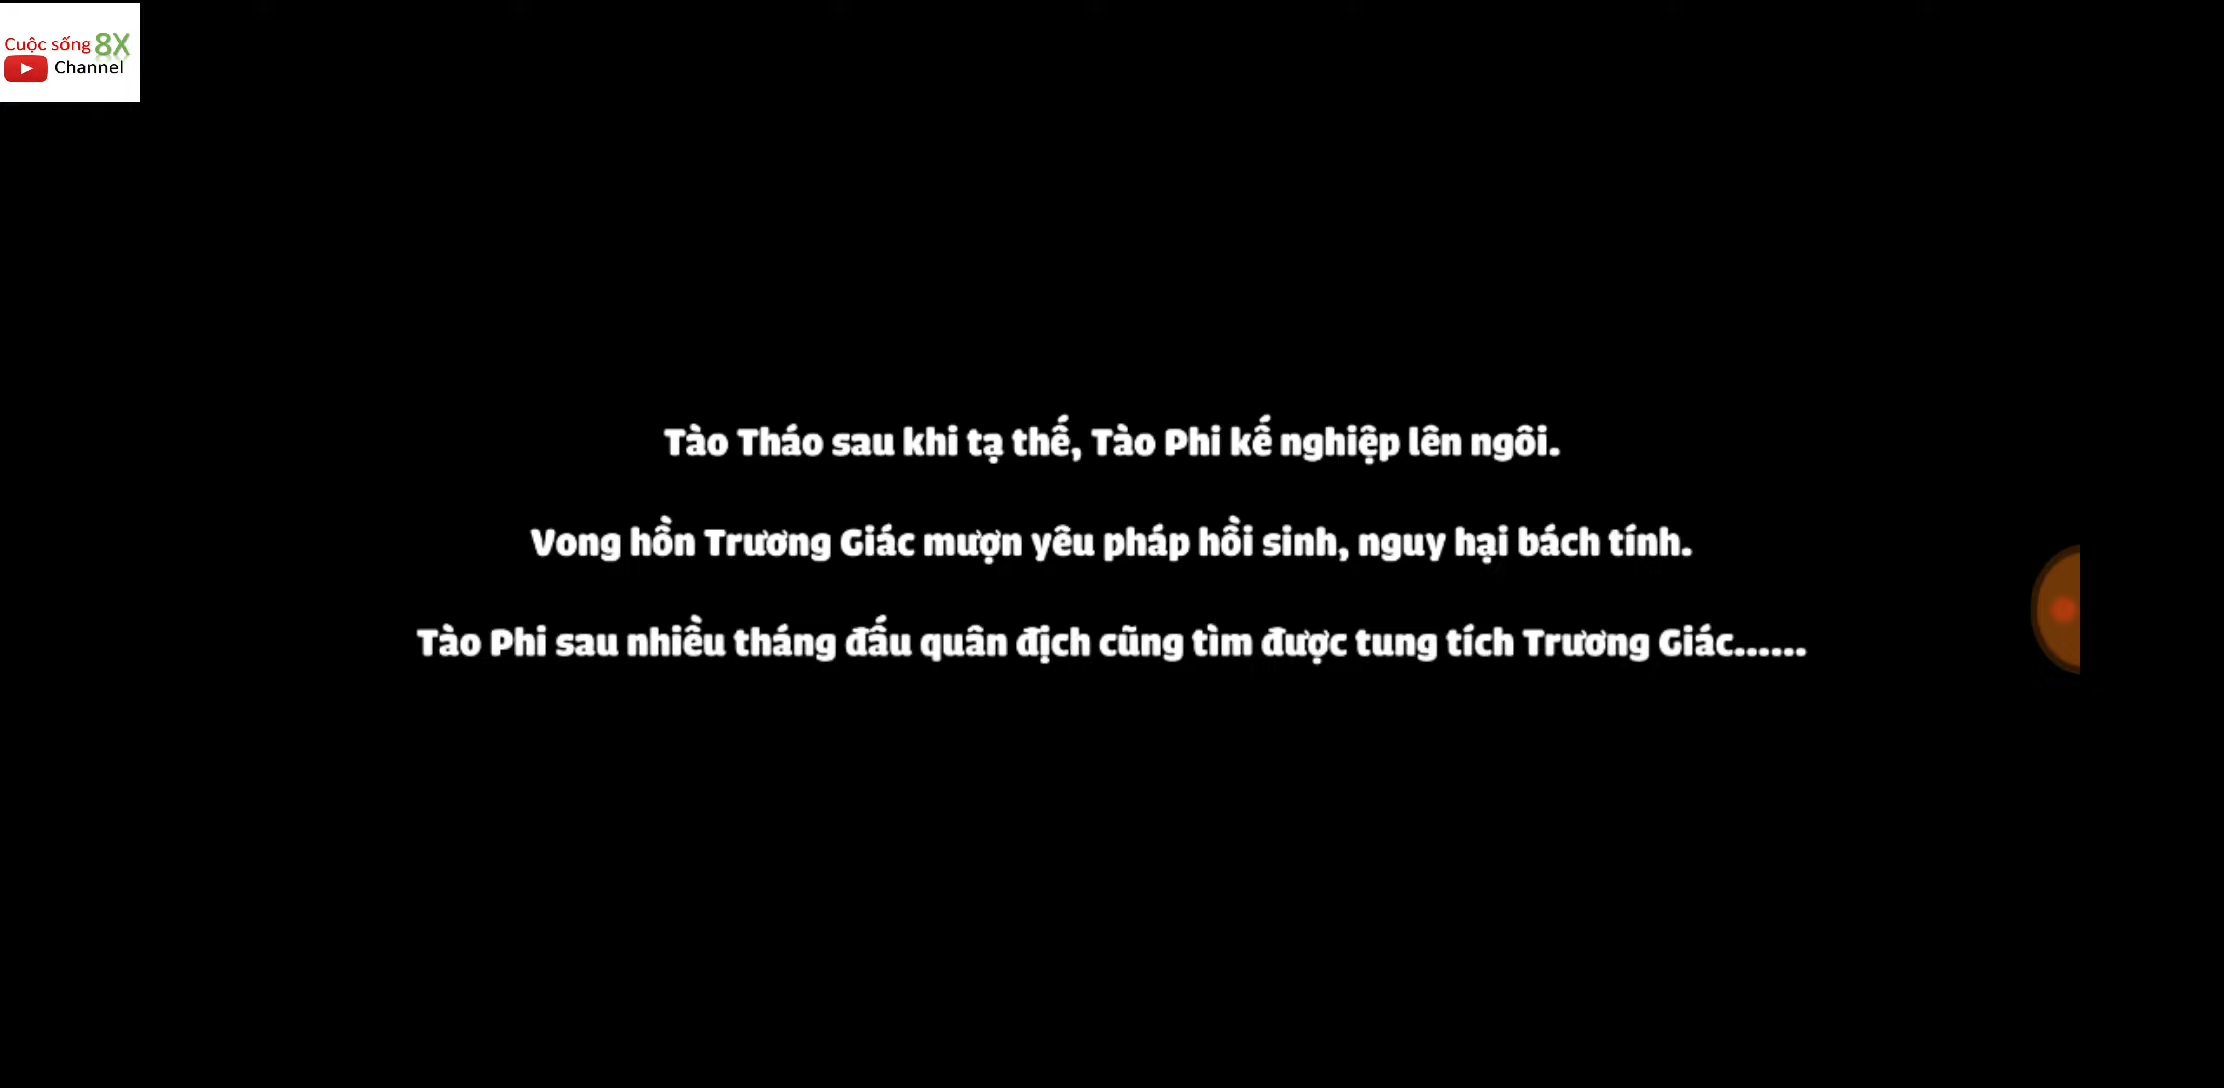 Cuộc sống 8X
Channel
Tào Tháo sau khi tạ thế, Tào Phi kế nghiệp lên ngôi.
Vong hồn Trương Giác mượn yêu pháp hồi sinh, nguy hại bách tính.
Tào Phi sau nhiều tháng đấu quân địch cũng tìm được tung tích Trương Giác......